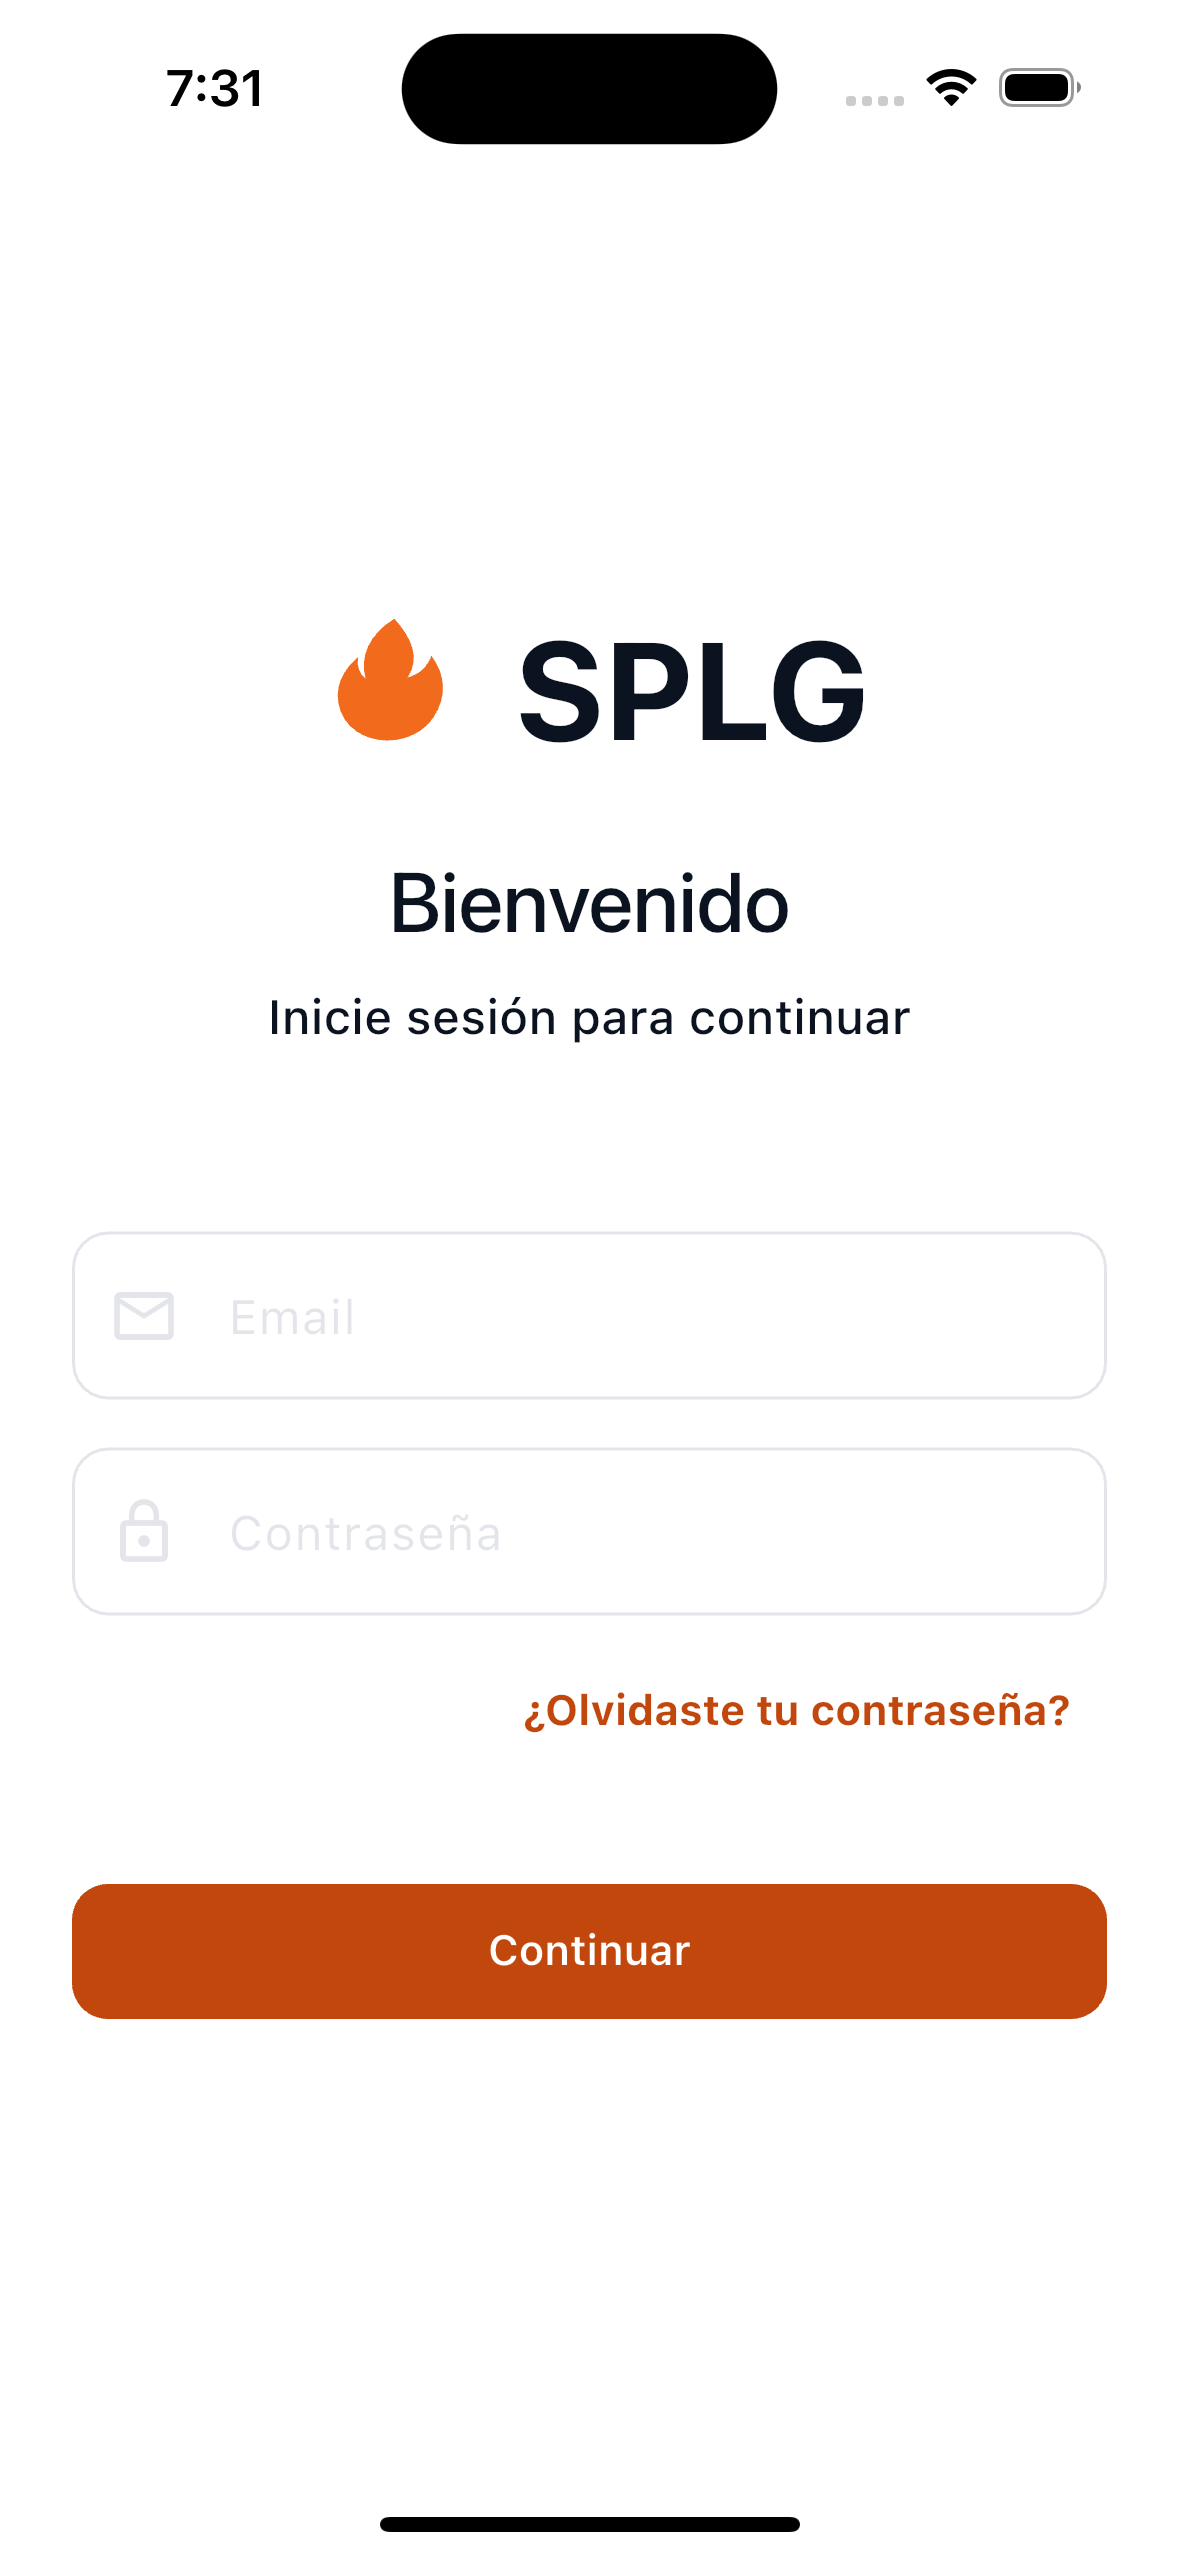 7:31
SPLG
Bienvenido
Inicie sesión para continuar
Email
Contraseña
¿Olvidaste tu contraseña?
Continuar